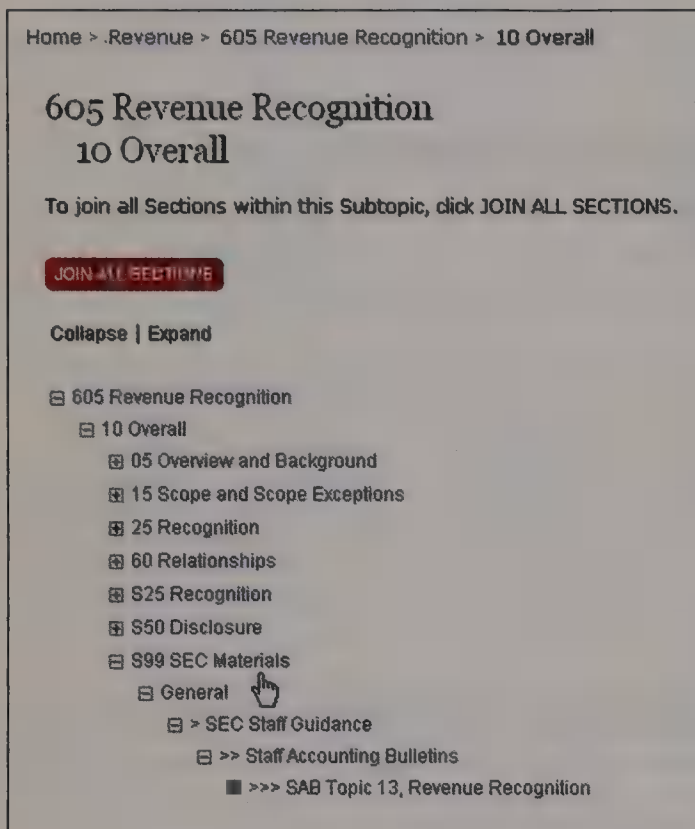 Home > .Revenue > 605 Revenue Recognition > 10 Overall
605 Revenue Recognition
10 Overall
To join all Sections within this Subtopic, click JOIN ALL SECTIONS.
JOIN ALL SECTIONS
Collapse | Expand
605 Revenue Recognition
10 Overall
05 Overview and Background
15 Scope and Scope Exceptions
25 Recognition
60 Relationships
S25 Recognition
S50 Disclosure
S99 SEC Materials
General
> SEC Staff Guidance
>> Staff Accounting Bulletins
>>> SAB Topic 13, Revenue Recognition